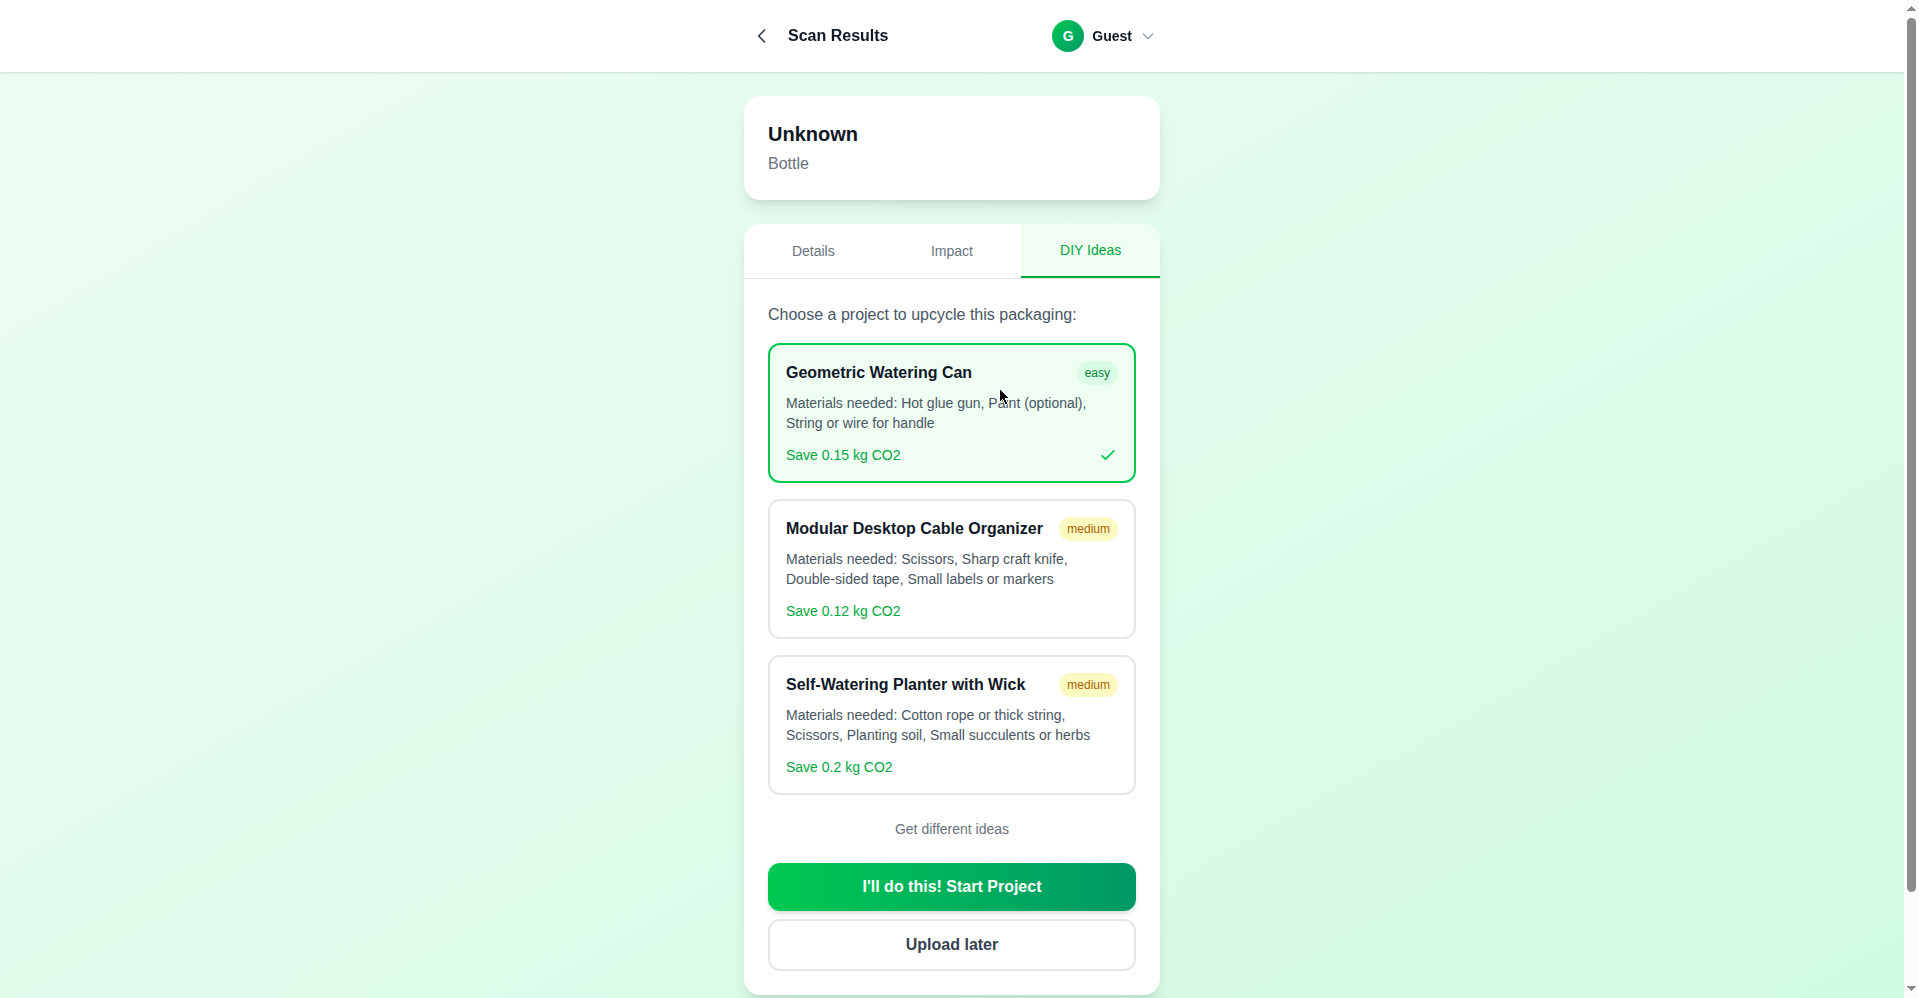 Scan Results
G
Guest
Unknown
Bottle
Details
Impact
DIY Ideas
Choose a project to upcycle this packaging:
Geometric Watering Can
easy
Materials needed: Hot glue gun, Paint (optional),
String or wire for handle
Save 0.15 kg CO2
Modular Desktop Cable Organizer
medium
Materials needed: Scissors, Sharp craft knife,
Double-sided tape, Small labels or markers
Save 0.12 kg CO2
Self-Watering Planter with Wick
medium
Materials needed: Cotton rope or thick string,
Scissors, Planting soil, Small succulents or herbs
Save 0.2 kg CO2
Get different ideas
I'll do this! Start Project
Upload later